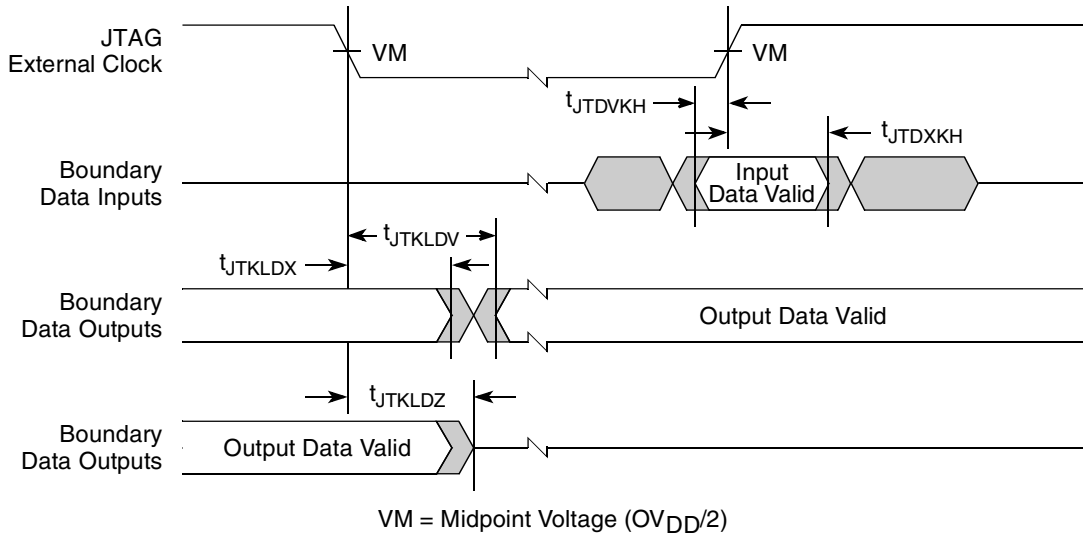 JTAG
External Clock
VM
VM
tJTDVKH
tJTDXKH
Boundary
Data Inputs
Input
Data Valid
tJTKLDV
tJTKLDX
Boundary
Data Outputs
Output Data Valid
tJTKLDZ
Boundary
Data Outputs
Output Data Valid
VM = Midpoint Voltage (OVDD/2)